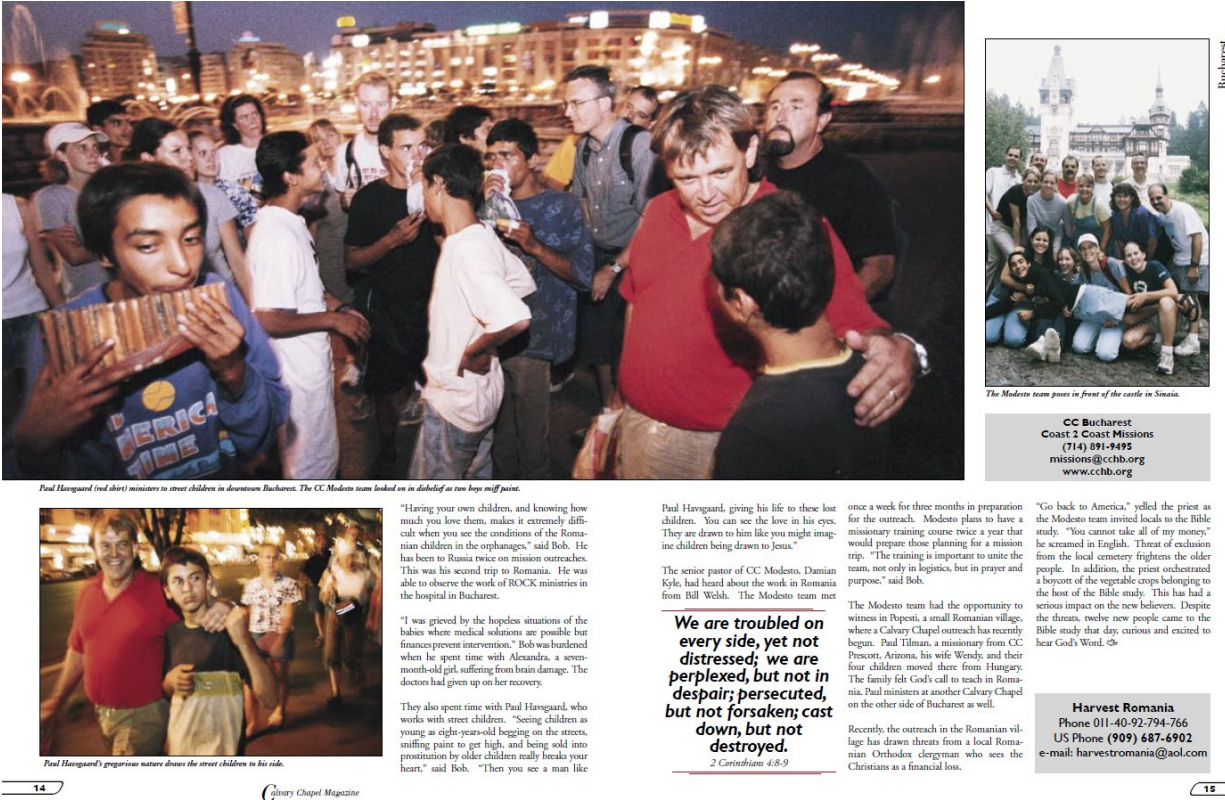 Bucharest
AMERICA
TIME
Paul Havsgaard (red shirt) ministers to street children in downtown Bucharest. The CC Modesto team looked on in disbelief as two boys sniff paint.
The Modesto team poses in front of the castle in Sinaia.
CC Bucharest
Coast 2 Coast Missions
(714) 891-9495
missions@cchb.org
www.cchb.org
Paul Havsgaard's gregarious nature draws the street children to his side.
"Having your own children, and knowing how
much you love them, makes it extremely diffi-
cult when you see the conditions of the Roma-
nian children in the orphanages," said Bob. He
has been to Russia twice on mission outreaches.
This was his second trip to Romania. He was
able to observe the work of ROCK ministries in
the hospital in Bucharest.
"I was grieved by the hopeless situations of the
babies where medical solutions are possible but
finances prevent intervention." Bob was burdened
when he spent time with Alexandra, a seven-
month-old girl, suffering from brain damage. The
doctors had given up on her recovery.
They also spent time with Paul Havsgaard, who
works with street children. "Seeing children as
young as eight-years-old begging on the streets,
sniffing paint to get high, and being sold into
prostitution by older children really breaks your
heart," said Bob. "Then you see a man like
Paul Havsgaard, giving his life to these lost
children. You can see the love in his eyes.
They are drawn to him like you might imag-
ine children being drawn to Jesus."
The senior pastor of CC Modesto, Damian
Kyle, had heard about the work in Romania
from Bill Welsh. The Modesto team met
We are troubled on
every side, yet not
distressed; we are
perplexed, but not in
despair; persecuted,
but not forsaken; cast
down, but not
destroyed.
2 Corinthians 4:8-9
once a week for three months in preparation
for the outreach. Modesto plans to have a
missionary training course twice a year that
would prepare those planning for a mission
trip. "The training is important to unite the
team, not only in logistics, but in prayer and
purpose," said Bob.
The Modesto team had the opportunity to
witness in Popesti, a small Romanian village,
where a Calvary Chapel outreach has recently
begun. Paul Tilman, a missionary from CC
Prescott, Arizona, his wife Wendy, and their
four children moved there from Hungary.
The family felt God's call to teach in Roma-
nia. Paul ministers at another Calvary Chapel
on the other side of Bucharest as well.
Recently, the outreach in the Romanian vil-
lage has drawn threats from a local Roma-
nian Orthodox clergyman who sees the
Christians as a financial loss.
"Go back to America," yelled the priest as
the Modesto team invited locals to the Bible
study. "You cannot take all of my money,"
he screamed in English. Threat of exclusion
from the local cemetery frightens the older
people. In addition, the priest orchestrated
a boycott of the vegetable crops belonging to
the host of the Bible study. This has had a
serious impact on the new believers. Despite
the threats, twelve new people came to the
Bible study that day, curious and excited to
hear God's Word.
Harvest Romania
Phone 011-40-92-794-766
US Phone (909) 687-6902
e-mail: harvestromania@aol.com
14
Calvary Chapel Magazine
15